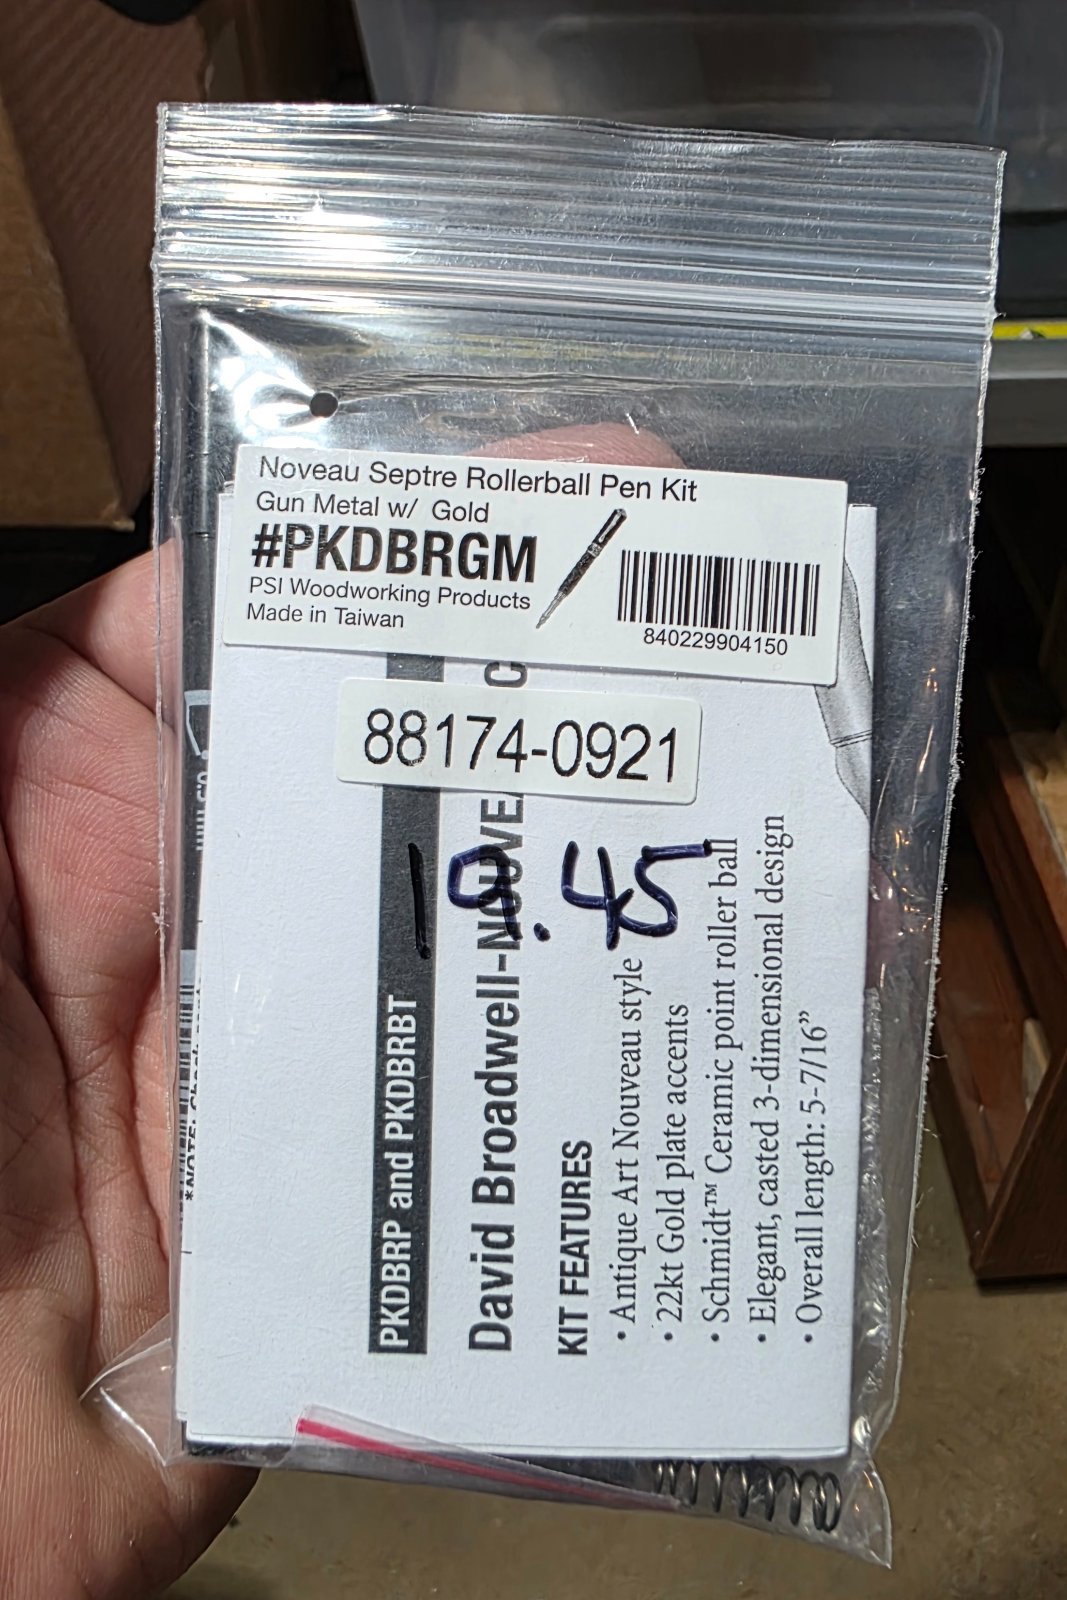 Noveau Septre Rollerball Pen Kit
Gun Metal w/ Gold
#PKDBRGM
PSI Woodworking Products
Made in Taiwan
840229904150
88174-0921
19.45
PKDBRP and PKDBRBT
David Broadwell-NOUVEA
KIT FEATURES
• Antique Art Nouveau style
• 22kt Gold plate accents
• Schmidt™ Ceramic point roller ball
• Elegant, casted 3-dimensional design
• Overall length: 5-7/16”
*NOTE: